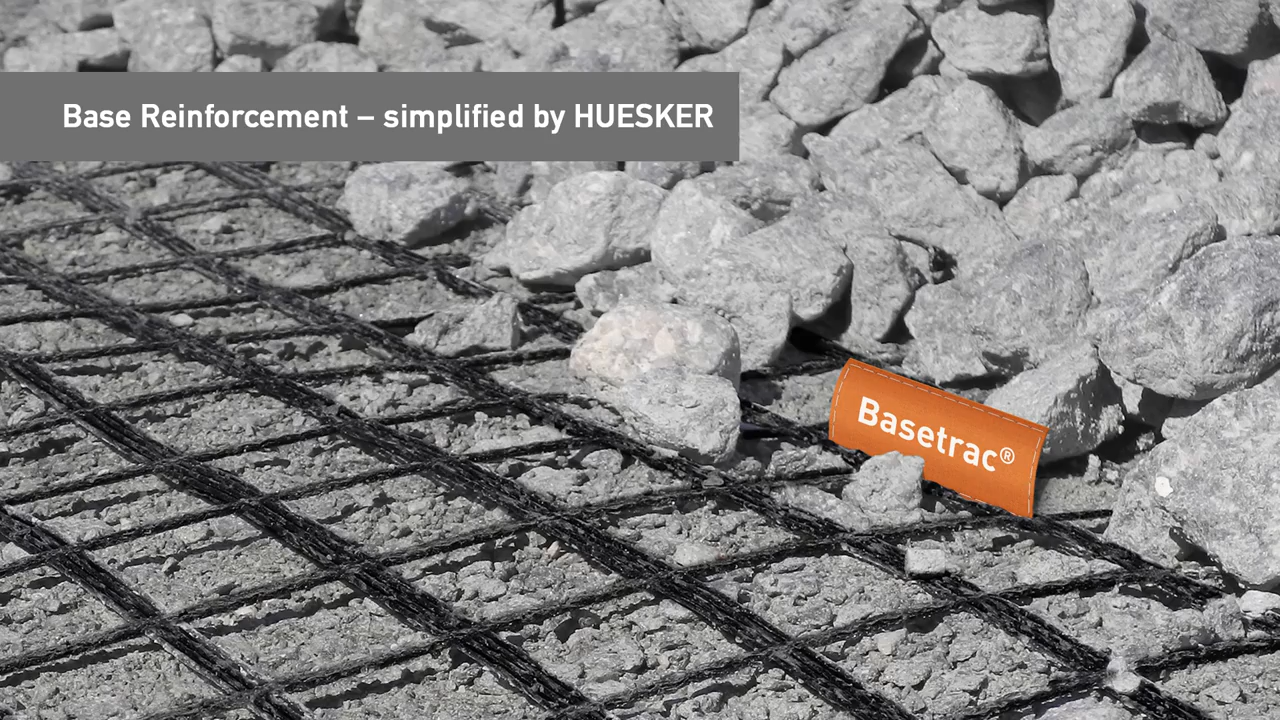 Base Reinforcement – simplified by HUESKER
Basetrac®